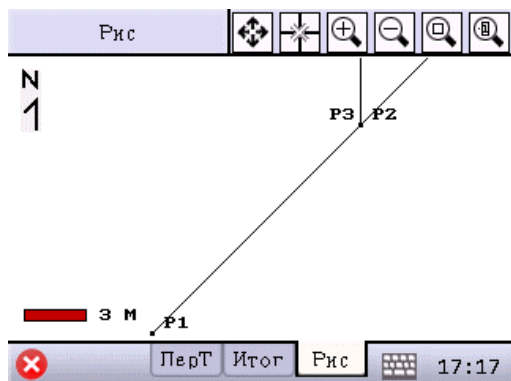 Рис
N
P3 P2
P1
3 м
ПерТ Итог Рис 17:17